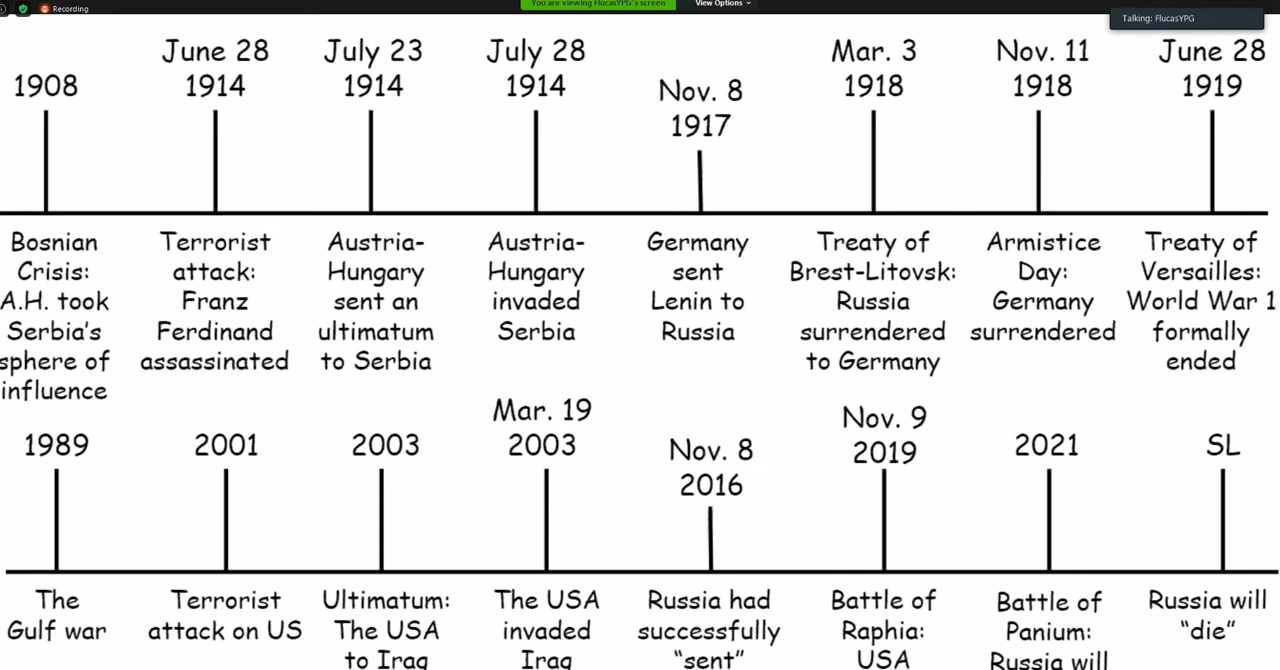 Recording
You are viewing FlucasYPG's screen
View Options
Talking: FlucasYPG
1908
June 28
1914
July 23
1914
July 28
1914
Nov. 8
1917
Mar. 3
1918
Nov. 11
1918
June 28
1919
Bosnian
Crisis:
A.H. took
Serbia's
sphere of
influence
Terrorist
attack:
Franz
Ferdinand
assassinated
Austria-
Hungary
sent an
ultimatum
to Serbia
Austria-
Hungary
invaded
Serbia
Germany
sent
Lenin to
Russia
Treaty of
Brest-Litovsk:
Russia
surrendered
to Germany
Armistice
Day:
Germany
surrendered
Treaty of
Versailles:
World War 1
formally
ended
1989
2001
2003
Mar. 19
2003
Nov. 8
2016
Nov. 9
2019
2021
SL
The
Gulf war
Terrorist
attack on US
Ultimatum:
The USA
to Iraq
The USA
invaded
Iraq
Russia had
successfully
"sent"
Battle of
Raphia:
USA
Battle of
Panium:
Russia will
Russia will
"die"